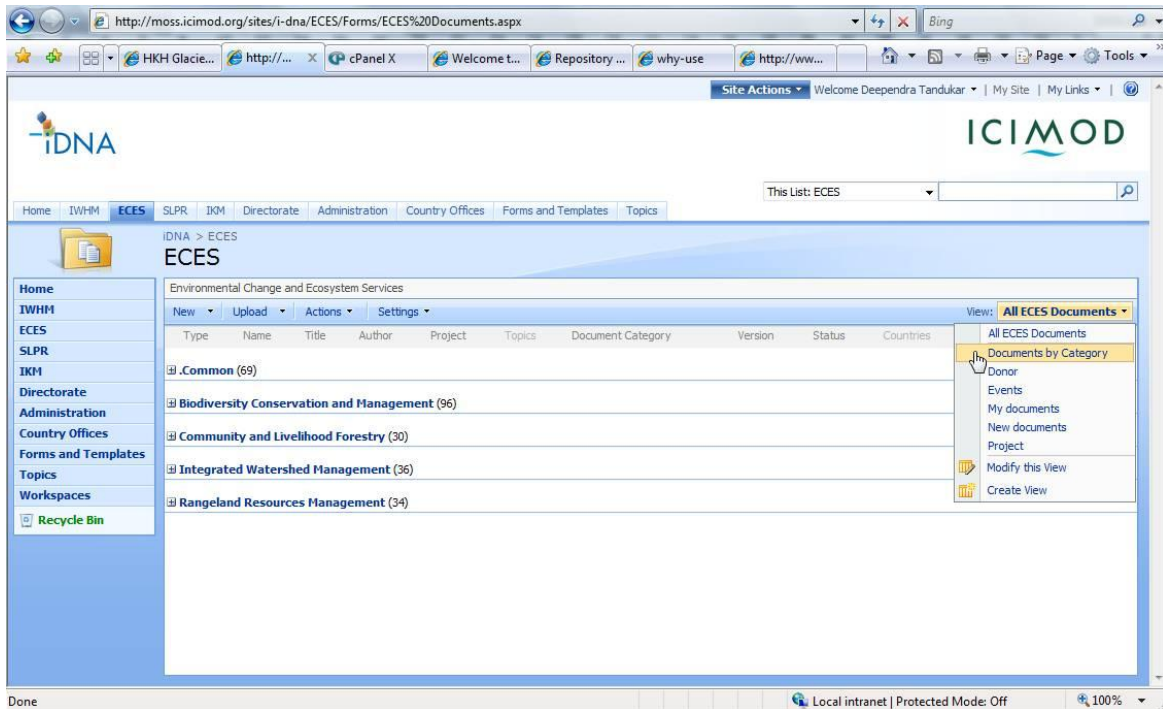 http://moss.icimod.org/sites/i-dna/ECES/Forms/ECES%20Documents.aspx
Bing
HKH Glacie...
http://...
cPanel X
Welcome t...
Repository ...
why-use
http://ww...
Page
Tools
Site Actions
Welcome Deependra Tandukar
| My Site | My Links |
iDNA
ICIMOD
This List: ECES
Home IWHM ECES SLPR IKM Directorate Administration Country Offices Forms and Templates Topics
iDNA > ECES
ECES
Home
IWHM
ECES
SLPR
IKM
Directorate
Administration
Country Offices
Forms and Templates
Topics
Workspaces
Recycle Bin
Environmental Change and Ecosystem Services
New Upload Actions Settings
View: All ECES Documents
Type Name Title Author Project Topics Document Category Version Status Countries
.Common (69)
Biodiversity Conservation and Management (96)
Community and Livelihood Forestry (30)
Integrated Watershed Management (36)
Rangeland Resources Management (34)
All ECES Documents
Documents by Category
Donor
Events
My documents
New documents
Project
Modify this View
Create View
Done
Local intranet | Protected Mode: Off
100%